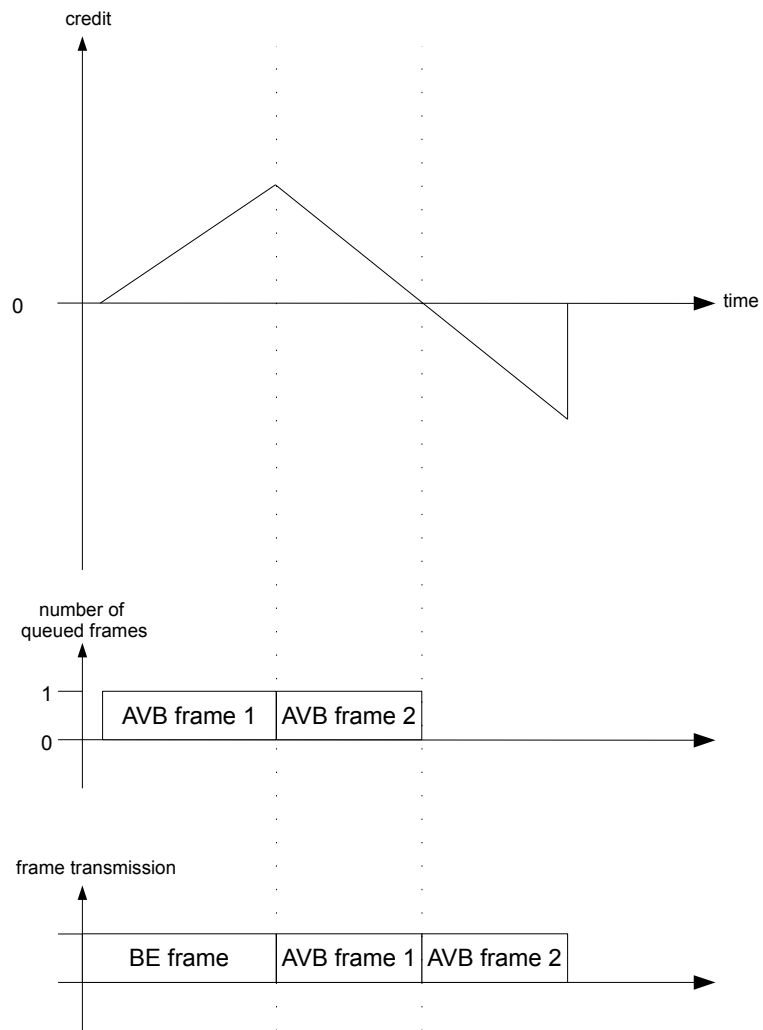 credit
0
time
number of
queued frames
1
AVB frame 1
AVB frame 2
0
frame transmission
BE frame
AVB frame 1
AVB frame 2